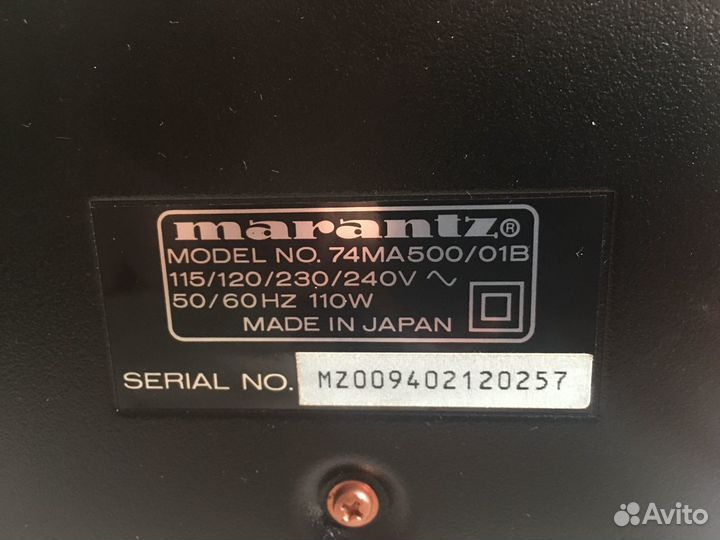 marantz®
MODEL NO. 74MA500/01B
115/120/230/240V ~
50/60HZ 110W
MADE IN JAPAN
SERIAL NO. MZ009402120257
Avito